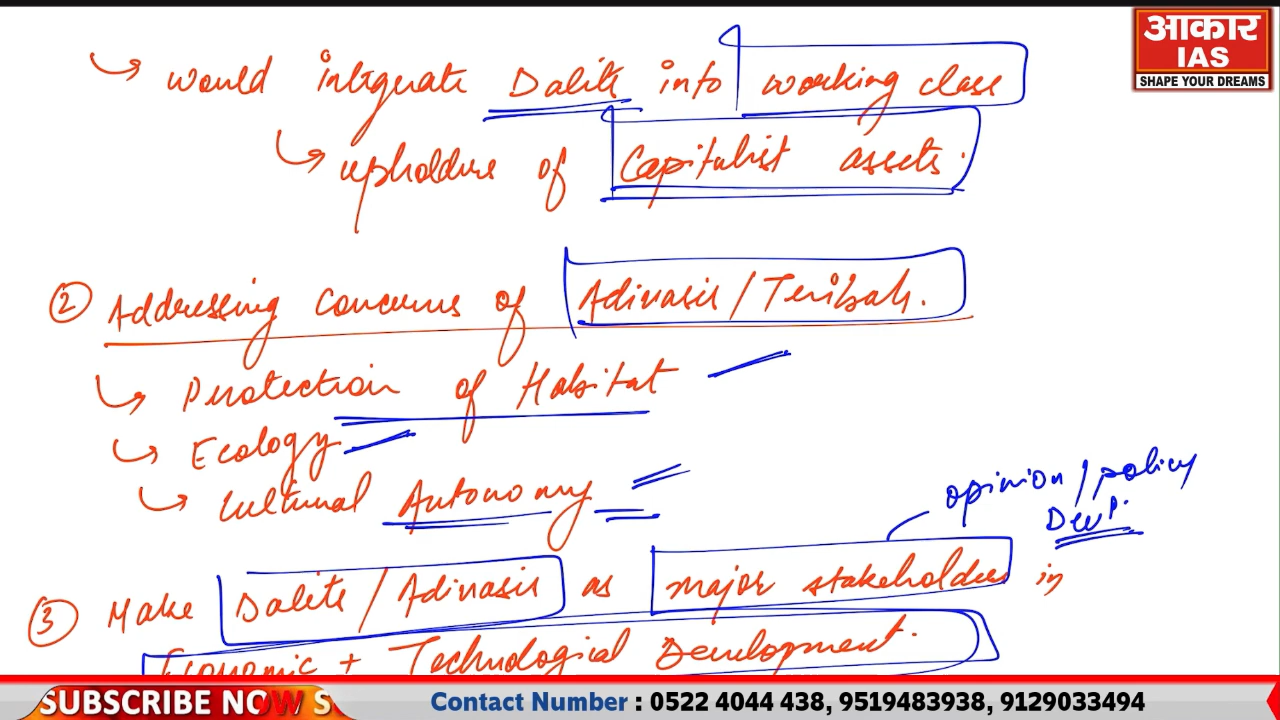 आकार
IAS
SHAPE YOUR DREAMS
↳ would integrate Dalits into working class
↳ upholders of Capitalist assets.
② Addressing concerns of Adivasis/Tribals.
↳ Protection of Habitat
↳ Ecology
↳ Cultural Autonomy
opinion / policy
Devp.
③ Make Dalits / Adivasis as major stakeholders in
Economic + Technological Development.
SUBSCRIBE NOW S
Contact Number : 0522 4044 438, 9519483938, 9129033494